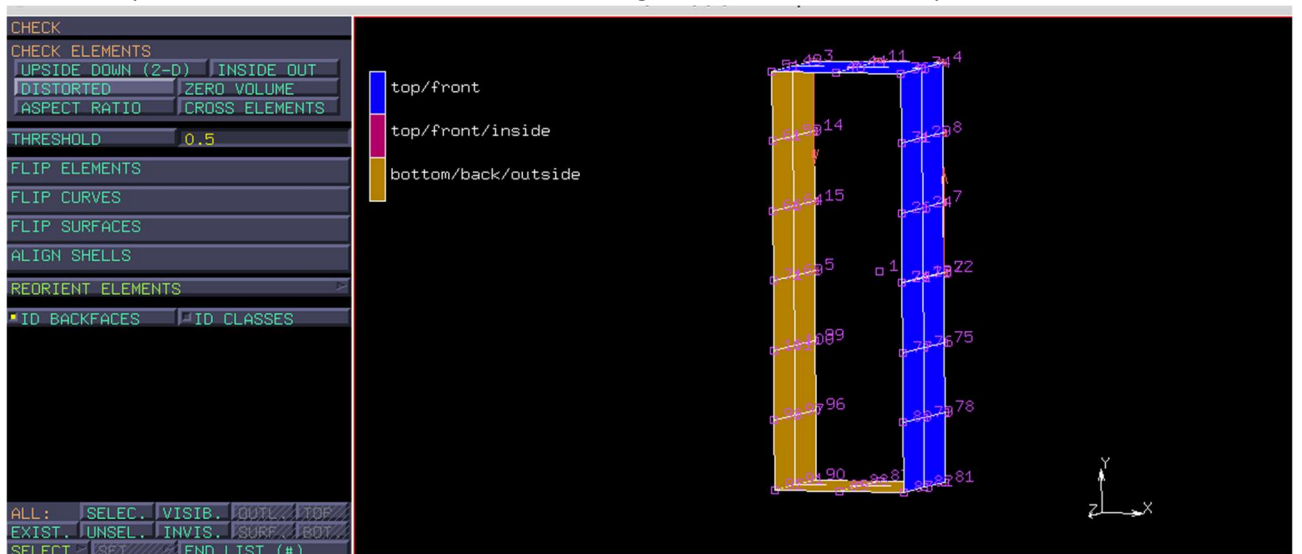 CHECK
CHECK ELEMENTS
UPSIDE DOWN (2-D) INSIDE OUT
DISTORTED ZERO VOLUME
ASPECT RATIO CROSS ELEMENTS
THRESHOLD 0.5
FLIP ELEMENTS
FLIP CURVES
FLIP SURFACES
ALIGN SHELLS
REORIENT ELEMENTS
ID BACKFACES ID CLASSES
ALL: SELEC. VISIB. OUTL. TOP
EXIST. UNSEL. INVIS. SURF. BOT.
SELECT SET END LIST (#)
top/front
top/front/inside
bottom/back/outside
3 11 4
14 8
15 7
5 1 22
99 75
96 78
90 81
Y
Z X